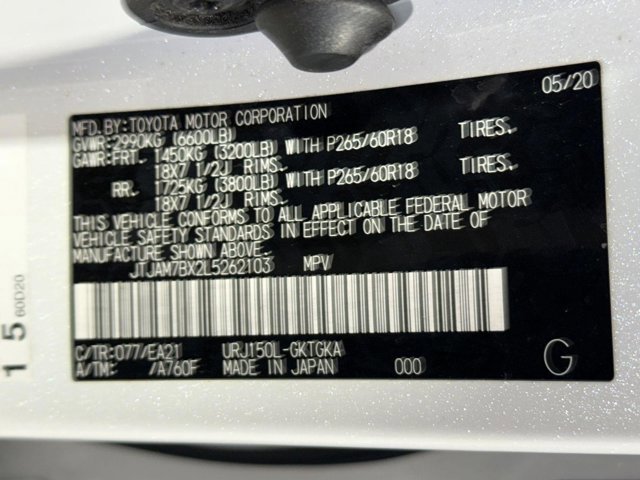 05/20
MFD.BY:TOYOTA MOTOR CORPORATION
GVWR:2990KG (6600LB)
GAWR:FRT. 1450KG (3200LB) WITH P265/60R18 TIRES.
18X7 1/2J RIMS.
RR. 1725KG (3800LB) WITH P265/60R18 TIRES.
18X7 1/2J RIMS.
THIS VEHICLE CONFORMS TO ALL APPLICABLE FEDERAL MOTOR
VEHICLE SAFETY STANDARDS IN EFFECT ON THE DATE OF
MANUFACTURE SHOWN ABOVE.
JTJAM7BX2L5262103 MPV
C/TR:077/EA21 URJ150L-GKTGKA
A/TM: /A760F MADE IN JAPAN 000 G
15
60D20